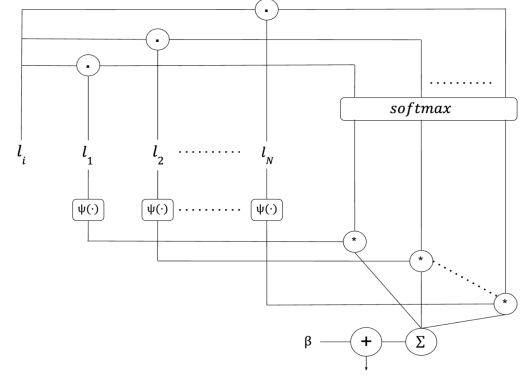 ·
·
·
softmax
l_i l_1 l_2 ......... l_N
ψ(·) ψ(·) ......... ψ(·)
*
*
*
β + Σ